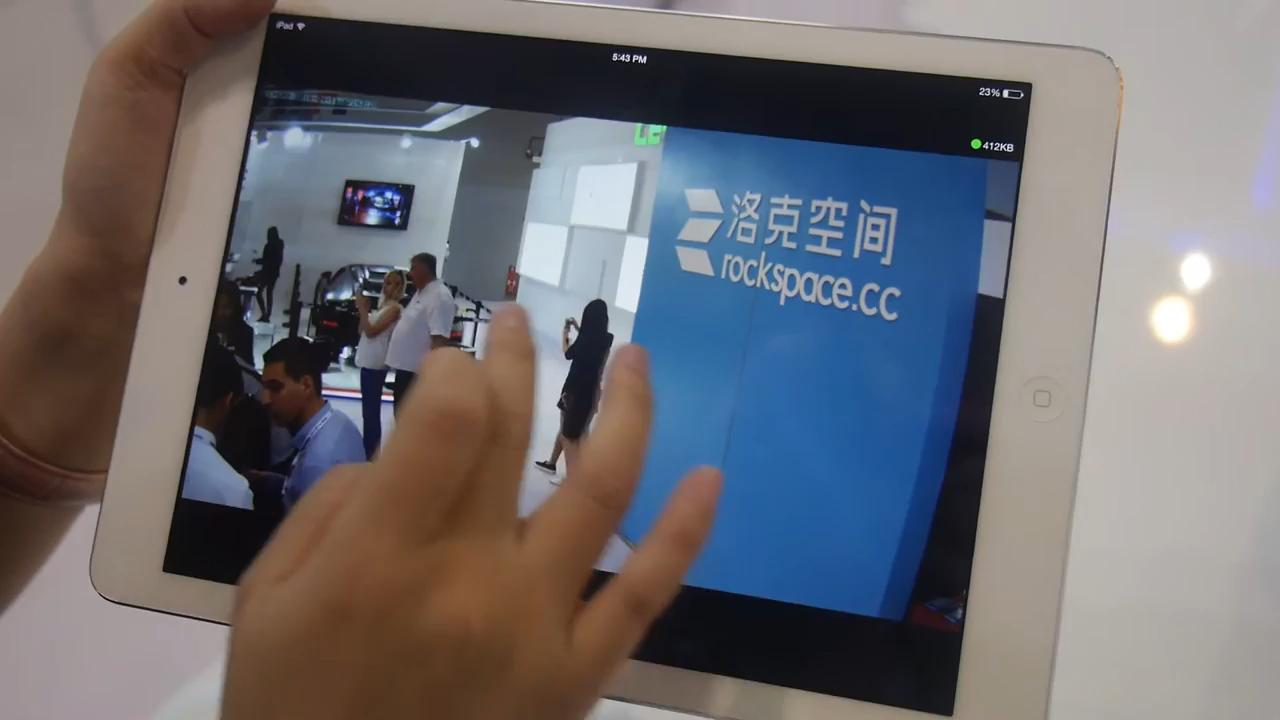 iPad
5:43 PM
23%
412KB
洛克空间
rockspace.cc